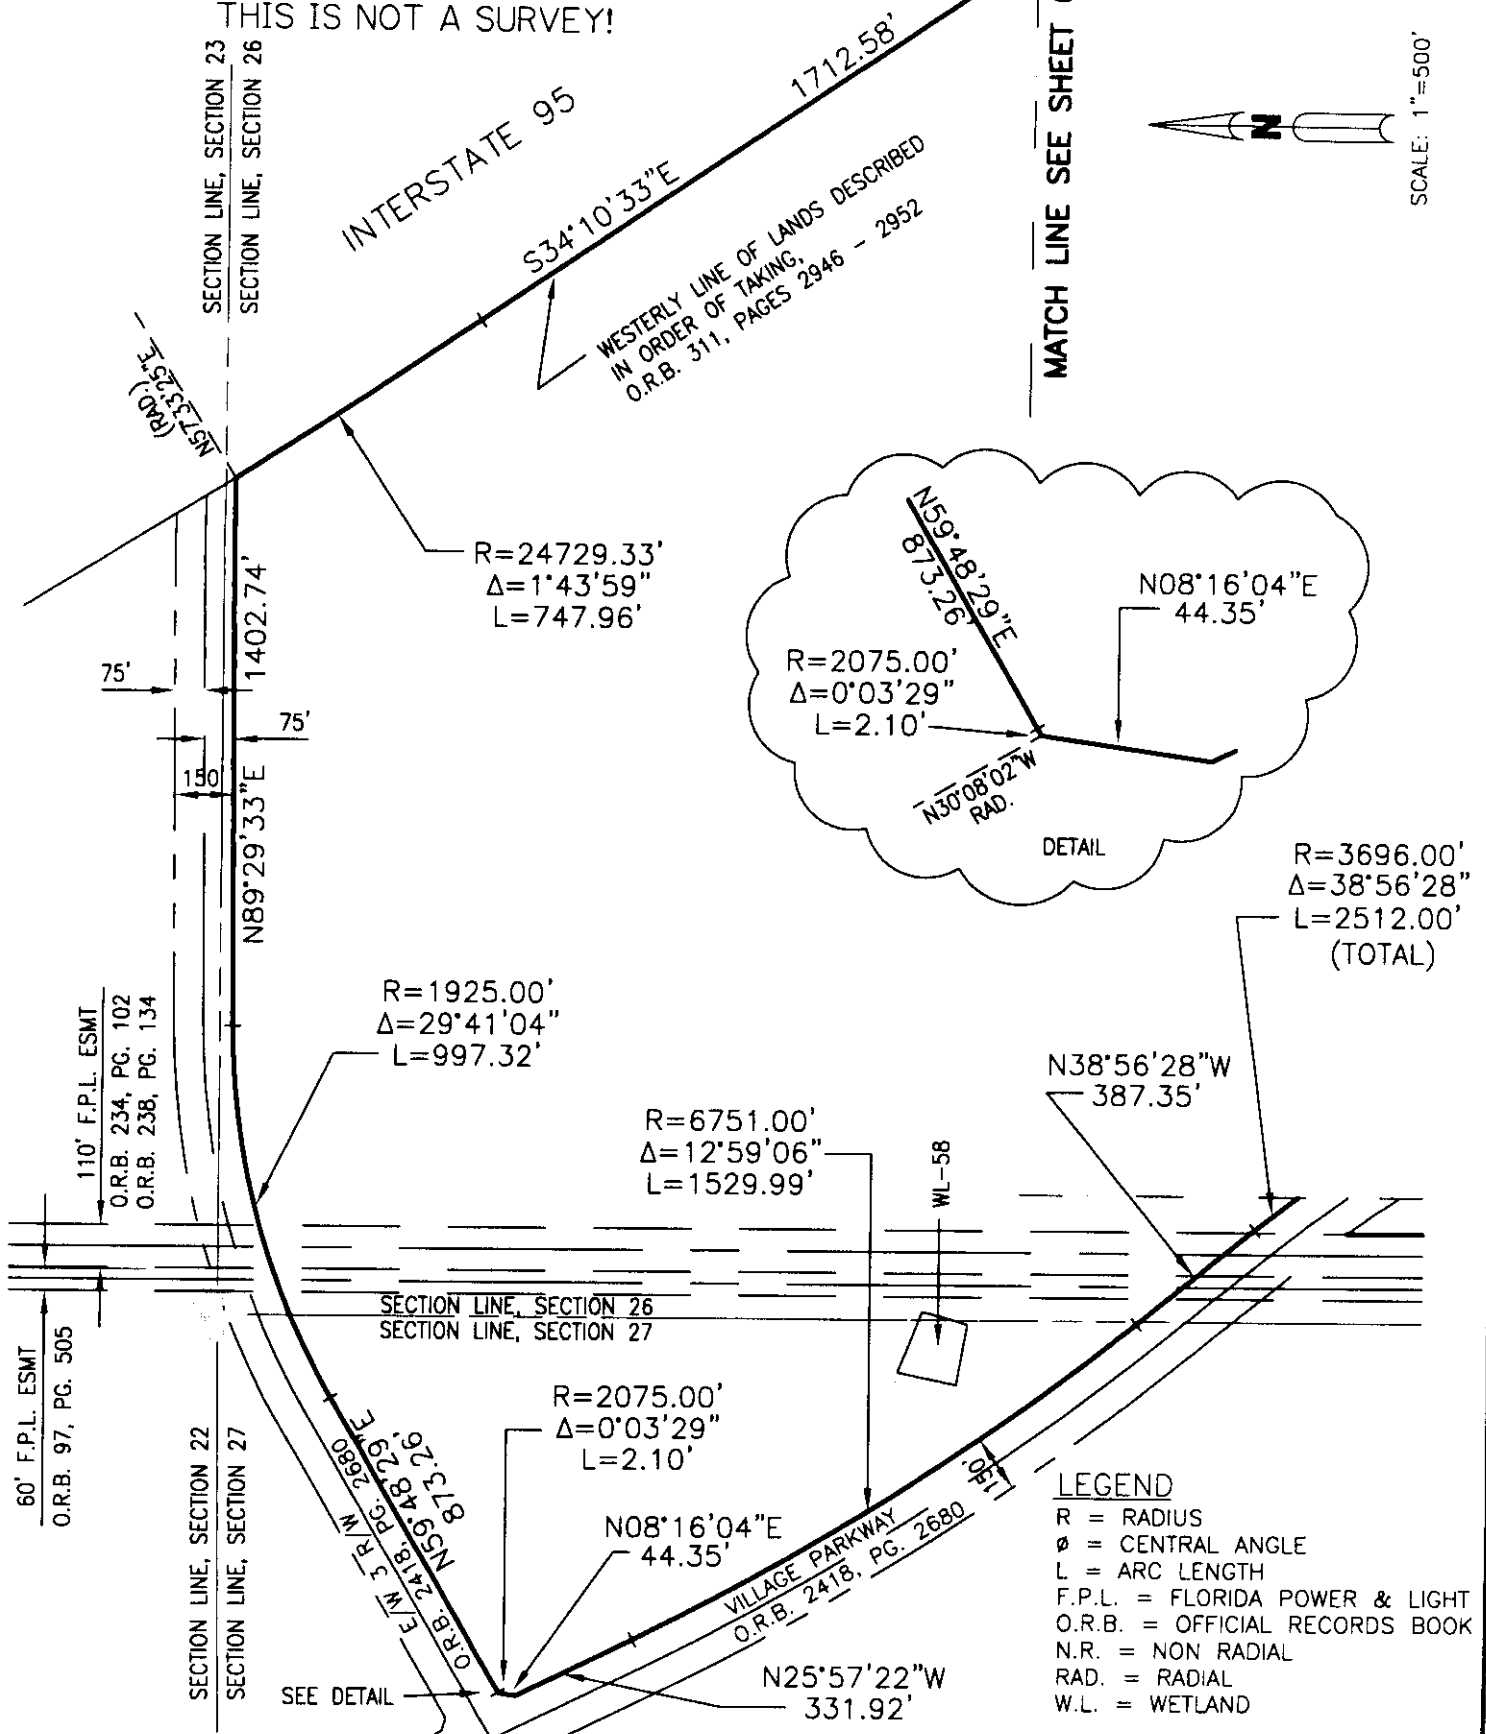 THIS IS NOT A SURVEY!
SECTION LINE, SECTION 23
SECTION LINE, SECTION 26
INTERSTATE 95
1712.58'
S34°10'33"E
WESTERLY LINE OF LANDS DESCRIBED
IN ORDER OF TAKING,
O.R.B. 311, PAGES 2946 - 2952
MATCH LINE SEE SHEET
N
SCALE: 1"=500'
(RAD.)
N57°33'25"E
R=24729.33'
Δ=1°43'59"
L=747.96'
1402.74'
N89°29'33"E
75'
75'
150
N59°48'29"E
873.26'
N08°16'04"E
44.35'
R=2075.00'
Δ=0°03'29"
L=2.10'
N30°08'02"W
RAD.
DETAIL
R=3696.00'
Δ=38°56'28"
L=2512.00'
(TOTAL)
110' F.P.L. ESMT
O.R.B. 234, PG. 102
O.R.B. 238, PG. 134
R=1925.00'
Δ=29°41'04"
L=997.32'
R=6751.00'
Δ=12°59'06"
L=1529.99'
WL-58
N38°56'28"W
387.35'
SECTION LINE, SECTION 26
SECTION LINE, SECTION 27
60' F.P.L. ESMT
O.R.B. 97, PG. 505
SECTION LINE, SECTION 22
SECTION LINE, SECTION 27
R=2075.00'
Δ=0°03'29"
L=2.10'
N59°48'29"E
873.26'
E/W 3 R/W
O.R.B. 2418, PG. 2680
N08°16'04"E
44.35'
VILLAGE PARKWAY
O.R.B. 2418, PG. 2680
150'
SEE DETAIL
N25°57'22"W
331.92'
LEGEND
R = RADIUS
ø = CENTRAL ANGLE
L = ARC LENGTH
F.P.L. = FLORIDA POWER & LIGHT
O.R.B. = OFFICIAL RECORDS BOOK
N.R. = NON RADIAL
RAD. = RADIAL
W.L. = WETLAND